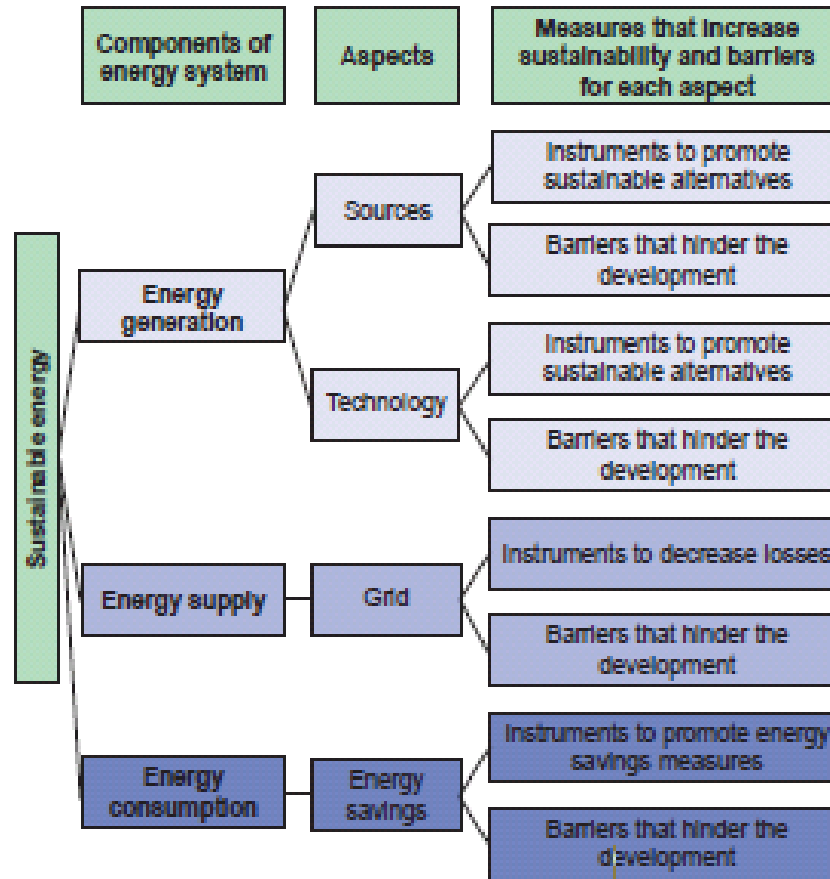 Components of
energy system
Aspects
Measures that increase
sustainability and barriers
for each aspect
Sustainable energy
Energy
generation
Sources
Instruments to promote
sustainable alternatives
Barriers that hinder the
development
Technology
Instruments to promote
sustainable alternatives
Barriers that hinder the
development
Energy supply
Grid
Instruments to decrease losses
Barriers that hinder the
development
Energy
consumption
Energy
savings
Instruments to promote energy
savings measures
Barriers that hinder the
development